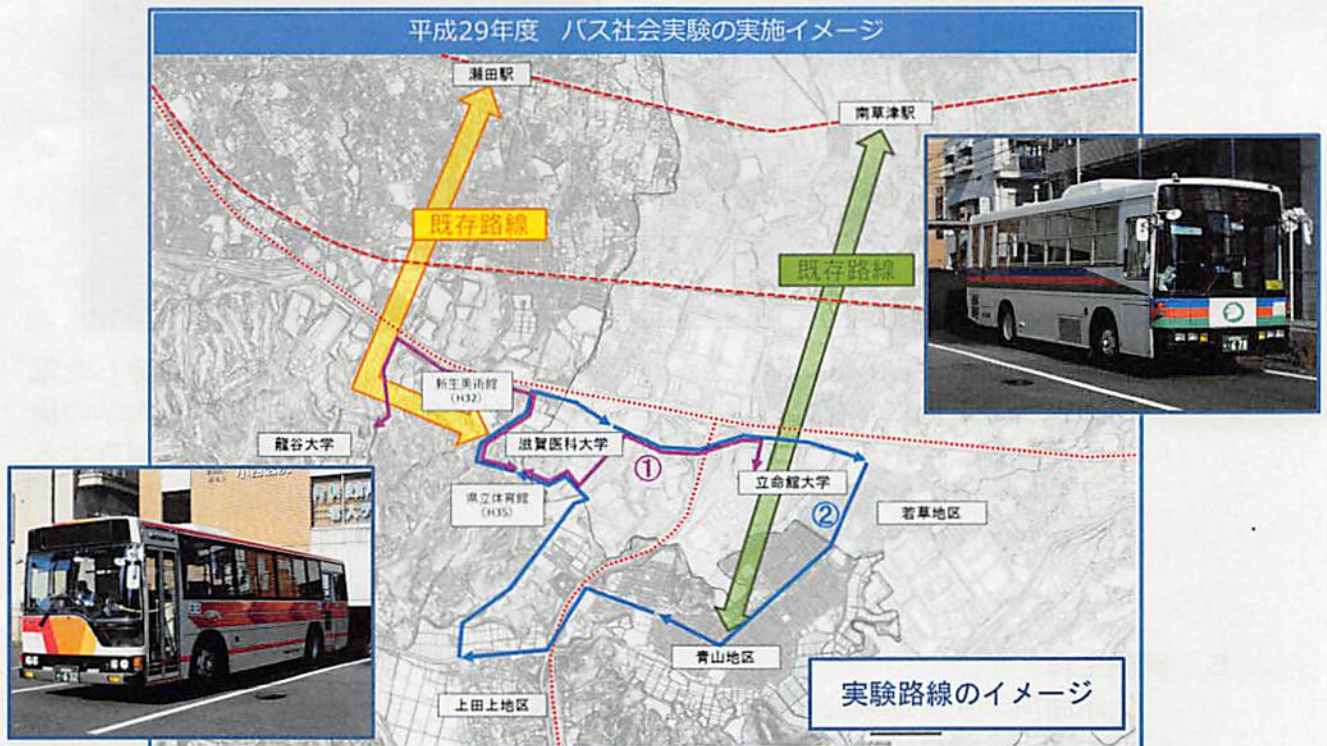 平成29年度 バス社会実験の実施イメージ
瀬田駅
南草津駅
既存路線
既存路線
新生美術館
(H32)
龍谷大学
滋賀医科大学
①
立命館大学
県立体育館
(H35)
②
若草地区
青山地区
上田上地区
実験路線のイメージ